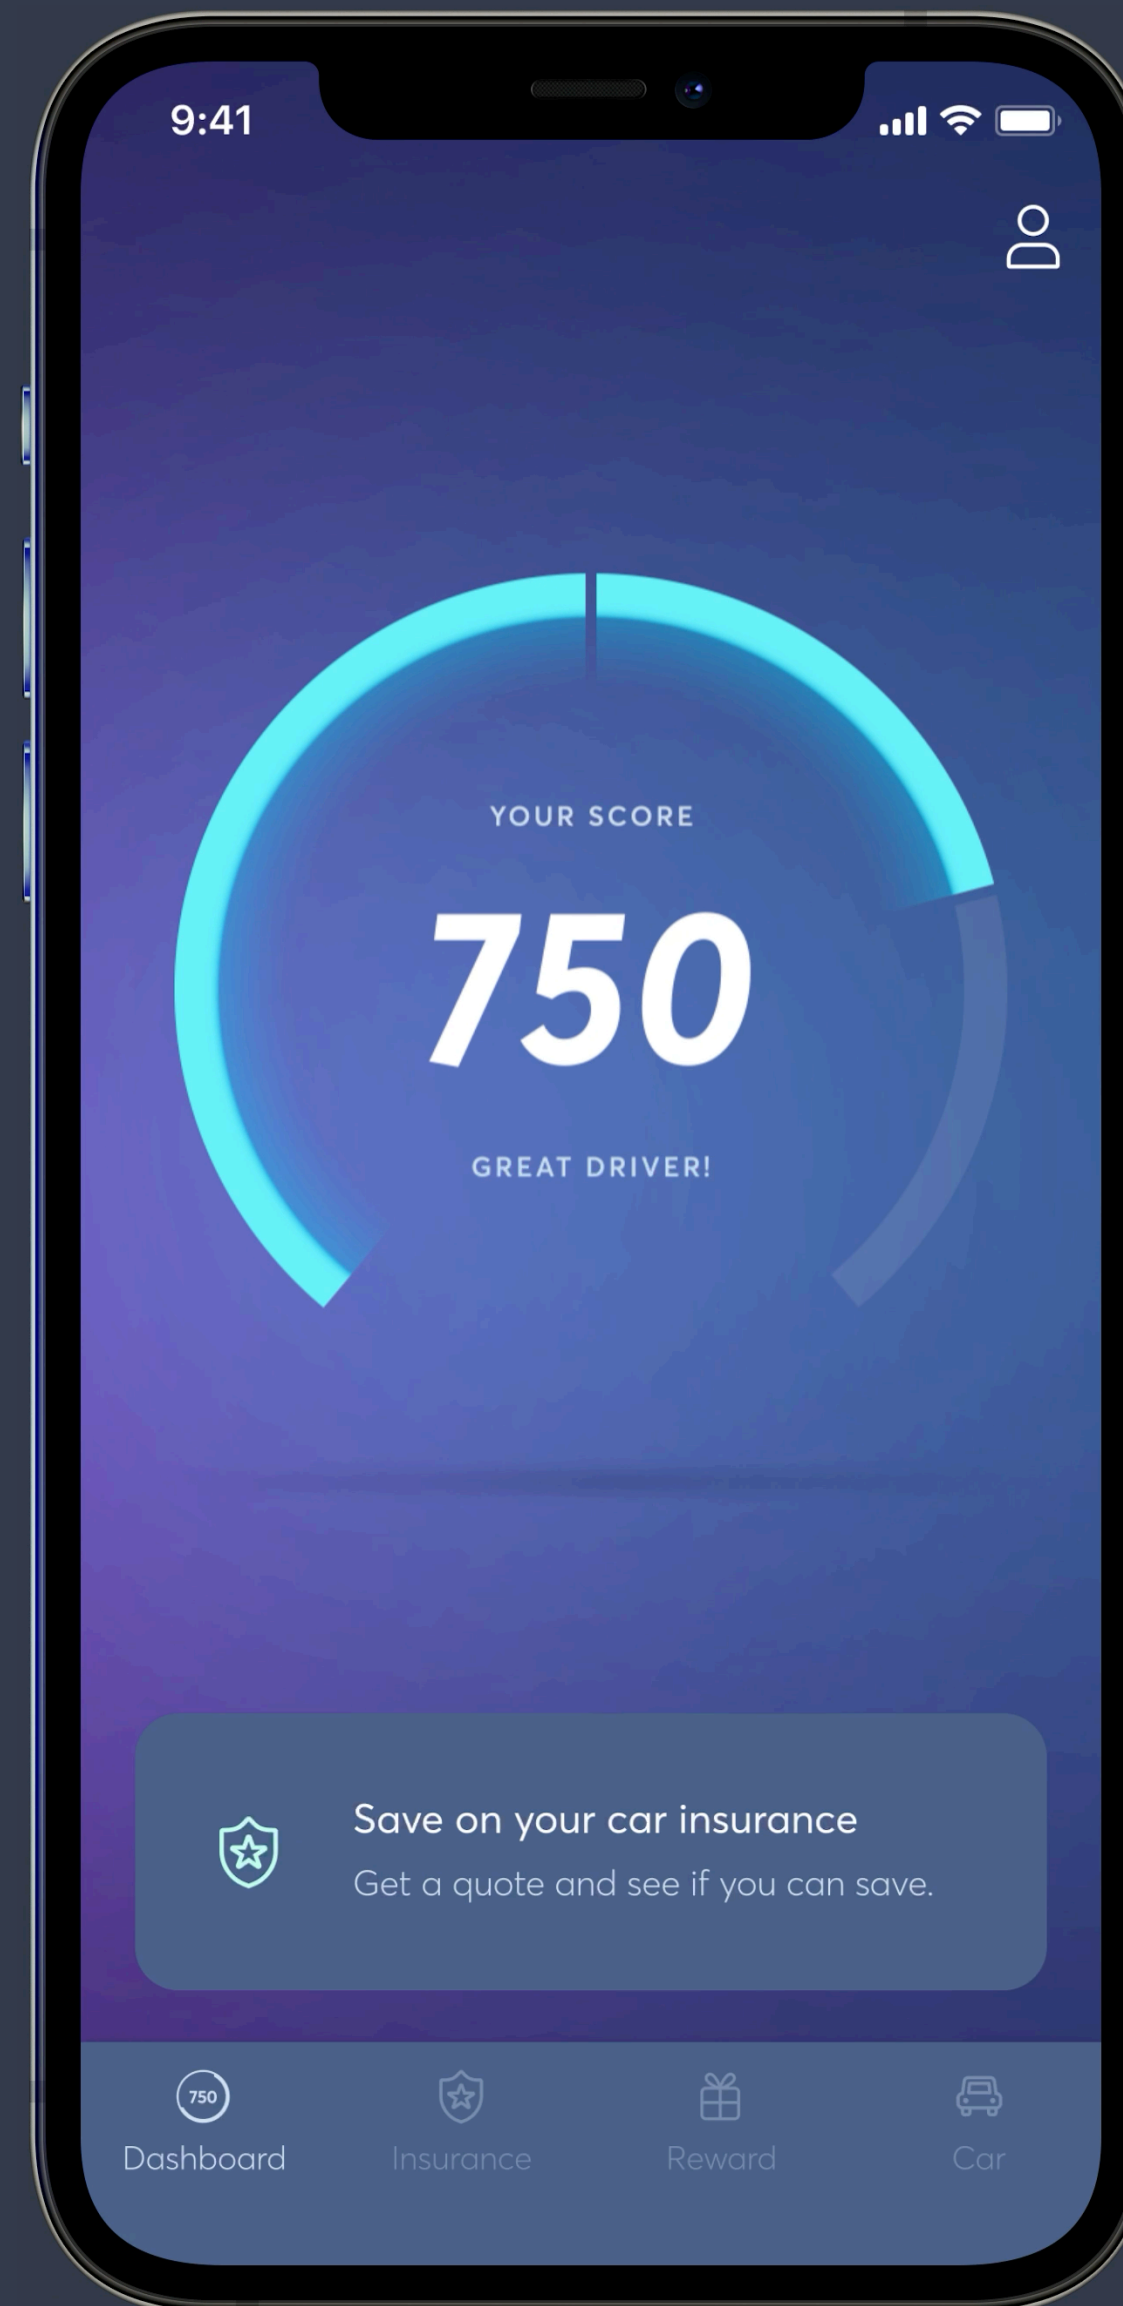 9:41
YOUR SCORE
750
GREAT DRIVER!
Save on your car insurance
Get a quote and see if you can save.
750
Dashboard
Insurance
Reward
Car